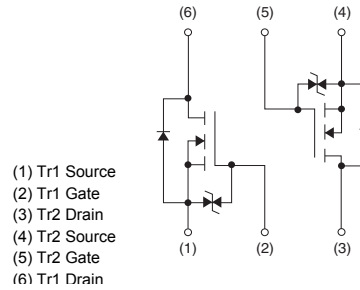 (6) (5) (4)
(1) Tr1 Source
(2) Tr1 Gate
(3) Tr2 Drain
(4) Tr2 Source
(5) Tr2 Gate
(6) Tr1 Drain
(1) (2) (3)